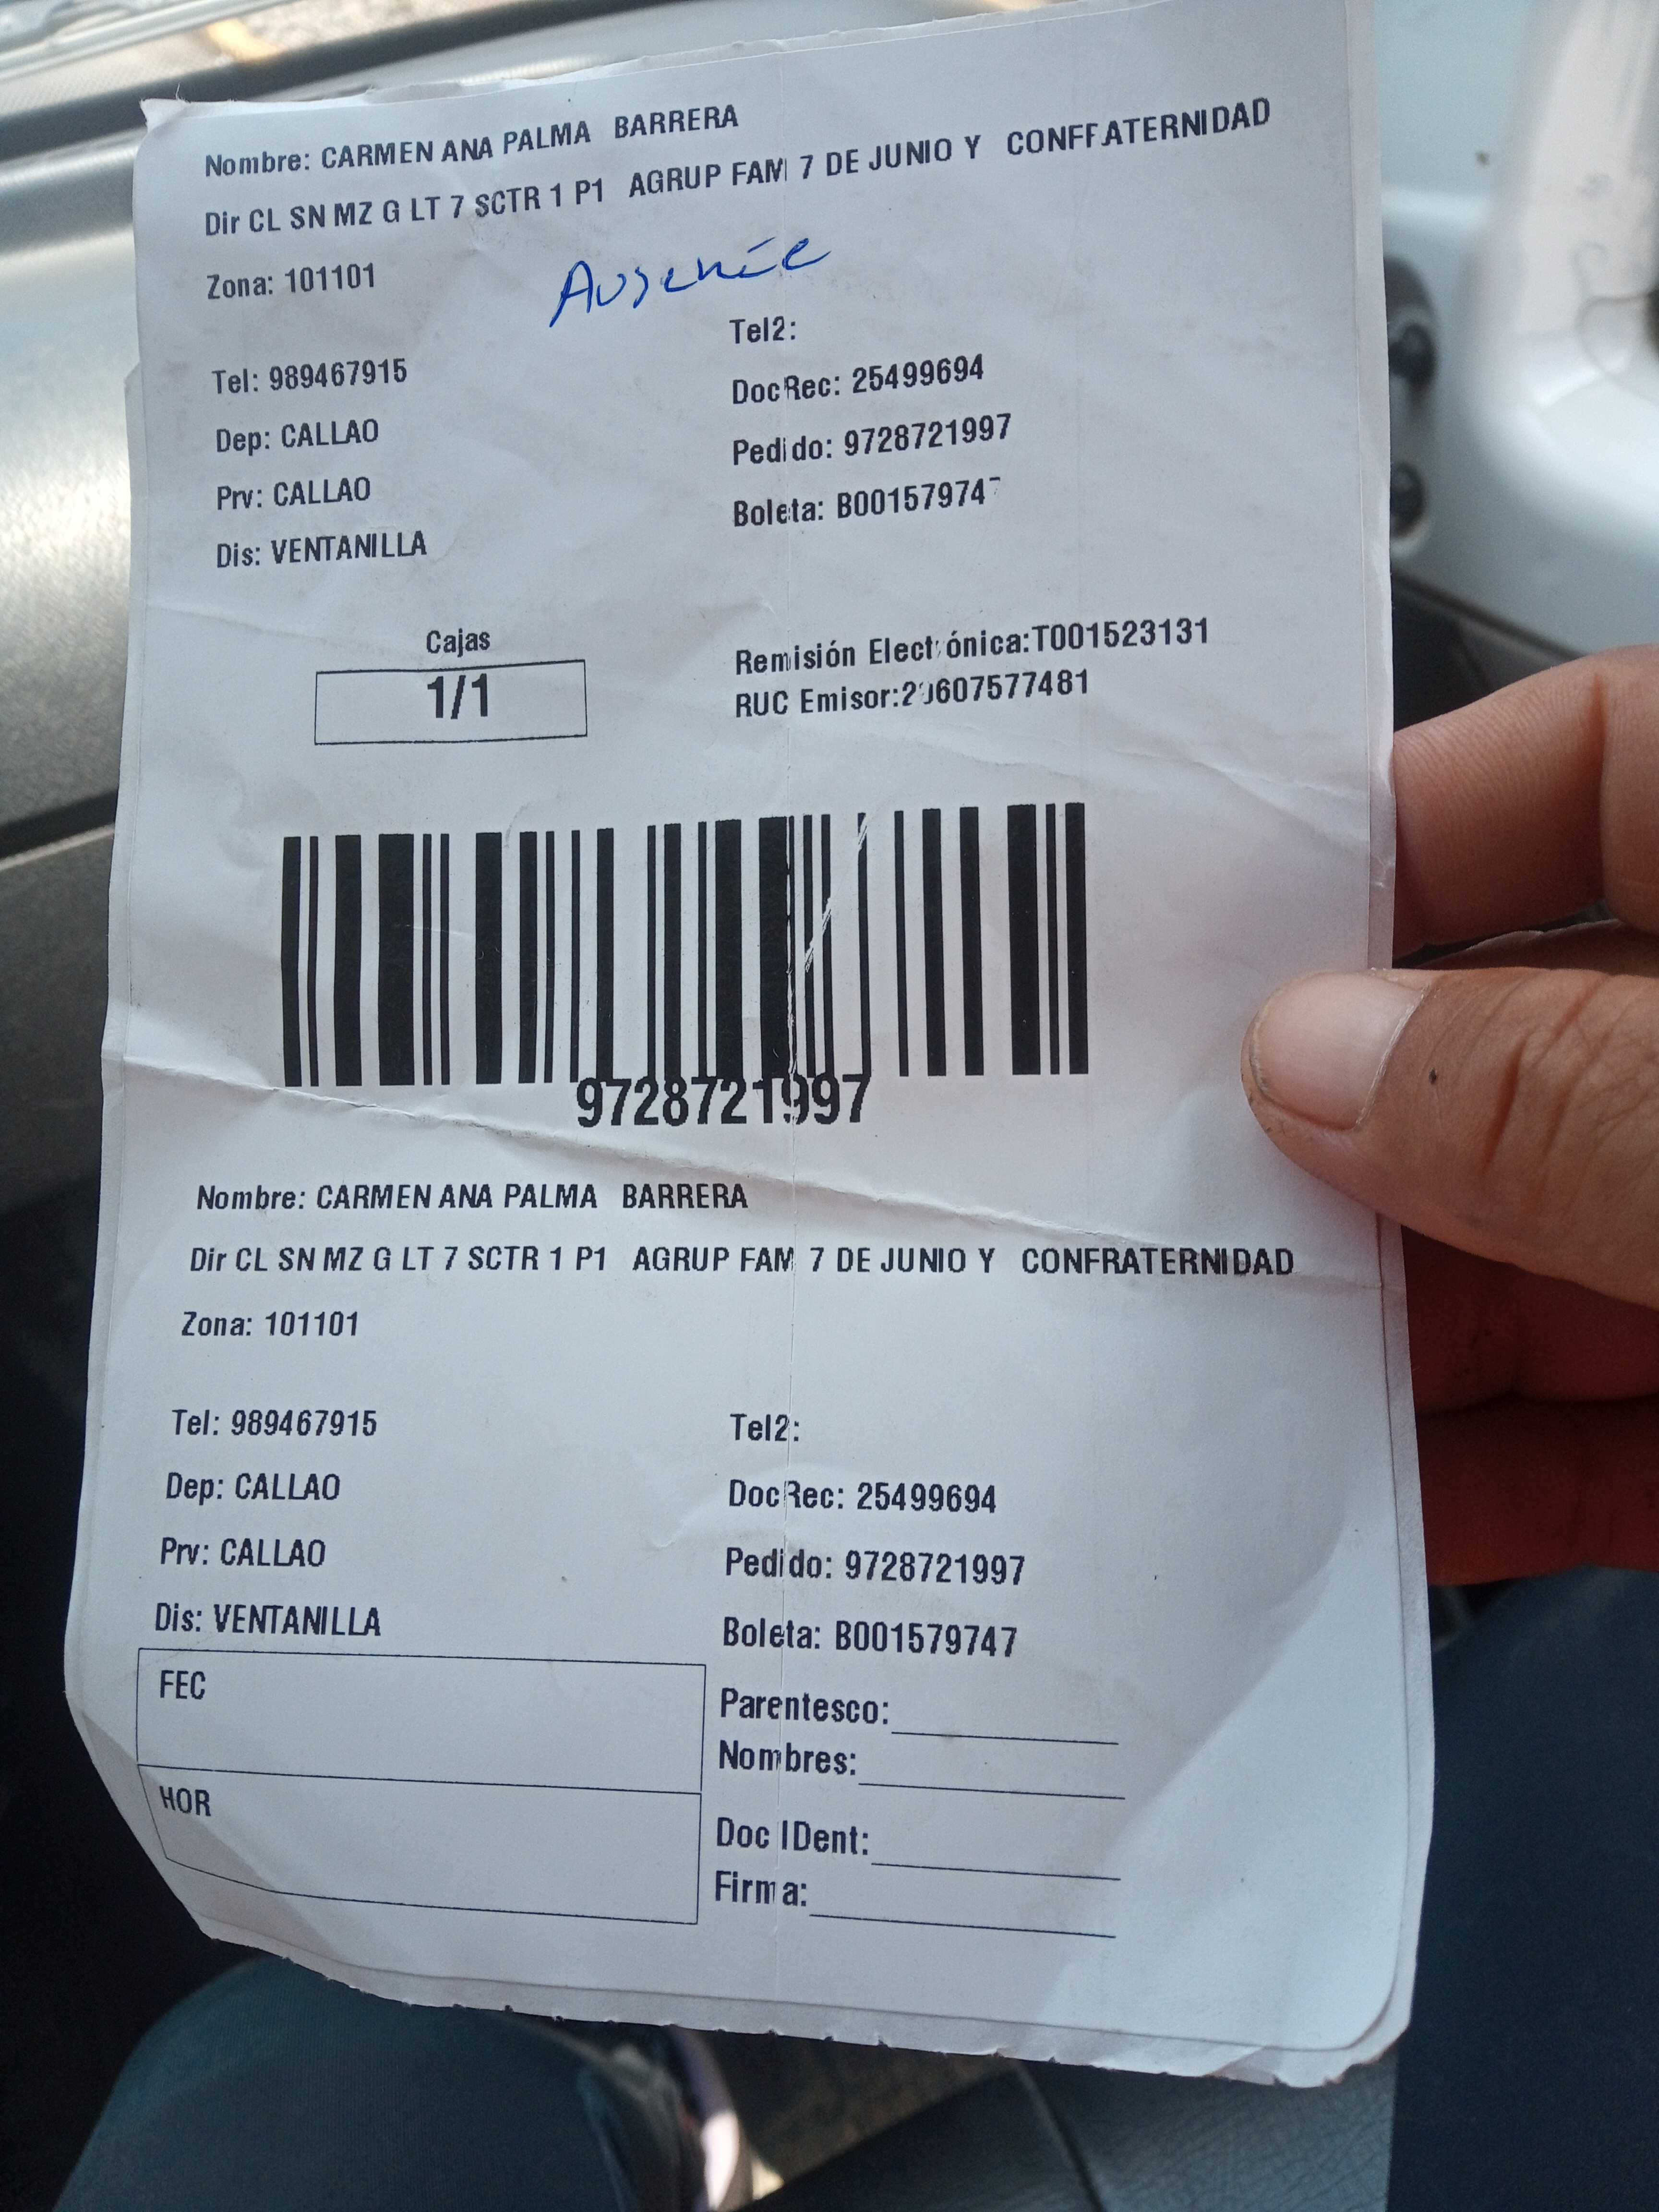 Nombre: CARMEN ANA PALMA BARRERA
Dir CL SN MZ G LT 7 SCTR 1 P1 AGRUP FAM 7 DE JUNIO Y CONFFATERNIDAD
Zona: 101101
Ausente
Tel2:
Tel: 989467915
DocRec: 25499694
Dep: CALLAO
Pedido: 9728721997
Prv: CALLAO
Boleta: B001579747
Dis: VENTANILLA
Cajas
1/1
Remisión Electrónica:T001523131
RUC Emisor:20607577481
9728721997
Nombre: CARMEN ANA PALMA BARRERA
Dir CL SN MZ G LT 7 SCTR 1 P1 AGRUP FAM 7 DE JUNIO Y CONFRATERNIDAD
Zona: 101101
Tel: 989467915
Tel2:
Dep: CALLAO
DocRec: 25499694
Prv: CALLAO
Pedido: 9728721997
Dis: VENTANILLA
Boleta: B001579747
FEC
Parentesco:
Nombres:
HOR
Doc IDent:
Firma: